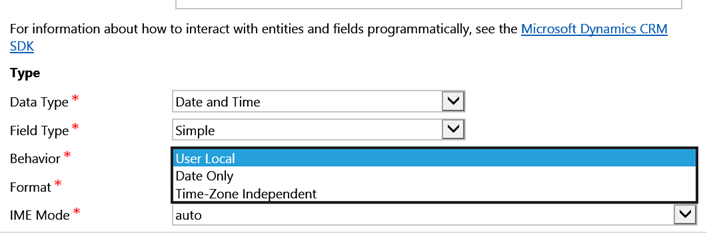 For information about how to interact with entities and fields programmatically, see the Microsoft Dynamics CRM
SDK
Type
Data Type * Date and Time
Field Type * Simple
Behavior * User Local
Date Only
Format * Time-Zone Independent
IME Mode * auto